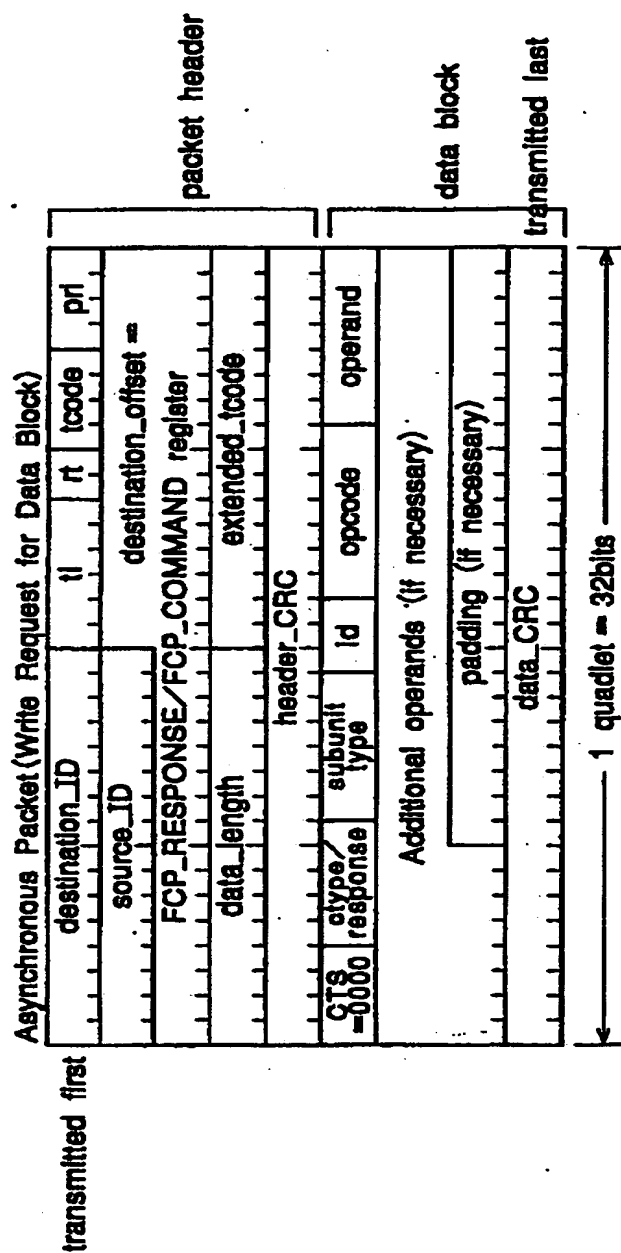 Asynchronous Packet (Write Request for Data Block)
transmitted first
destination_ID tl rt tcode pri
source_ID destination_offset =
FCP_RESPONSE/FCP_COMMAND register
data_length extended_tcode
header_CRC
packet header
CTS =0000 ctype/ response subunit type id opcode operand
Additional operands (if necessary)
padding (if necessary)
data_CRC
data block
transmitted last
1 quadlet = 32bits